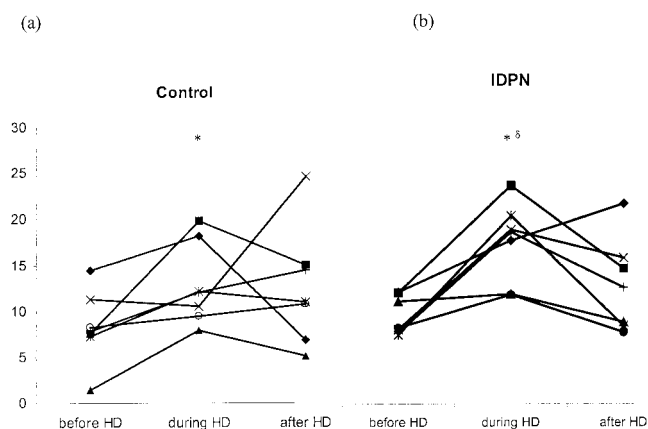 (a)
(b)
Control
IDPN
30
25
20
15
10
5
0
*
* δ
before HD
during HD
after HD
before HD
during HD
after HD